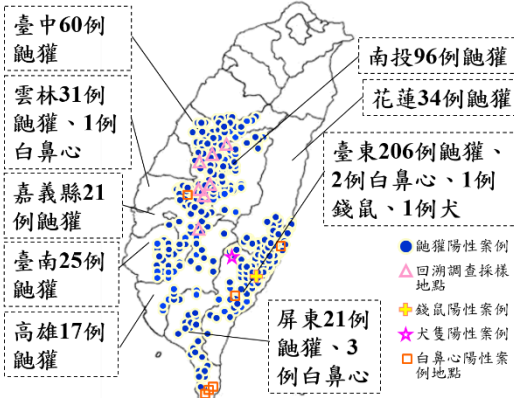 臺中60例
鼬獾
雲林31例
鼬獾、1例
白鼻心
嘉義縣21
例鼬獾
臺南25例
鼬獾
高雄17例
鼬獾
南投96例鼬獾
花蓮34例鼬獾
臺東206例鼬獾、
2例白鼻心、1例
錢鼠、1例犬
屏東21例
鼬獾、3
例白鼻心
鼬獾陽性案例
回溯調查採樣
地點
錢鼠陽性案例
犬隻陽性案例
白鼻心陽性案
例地點